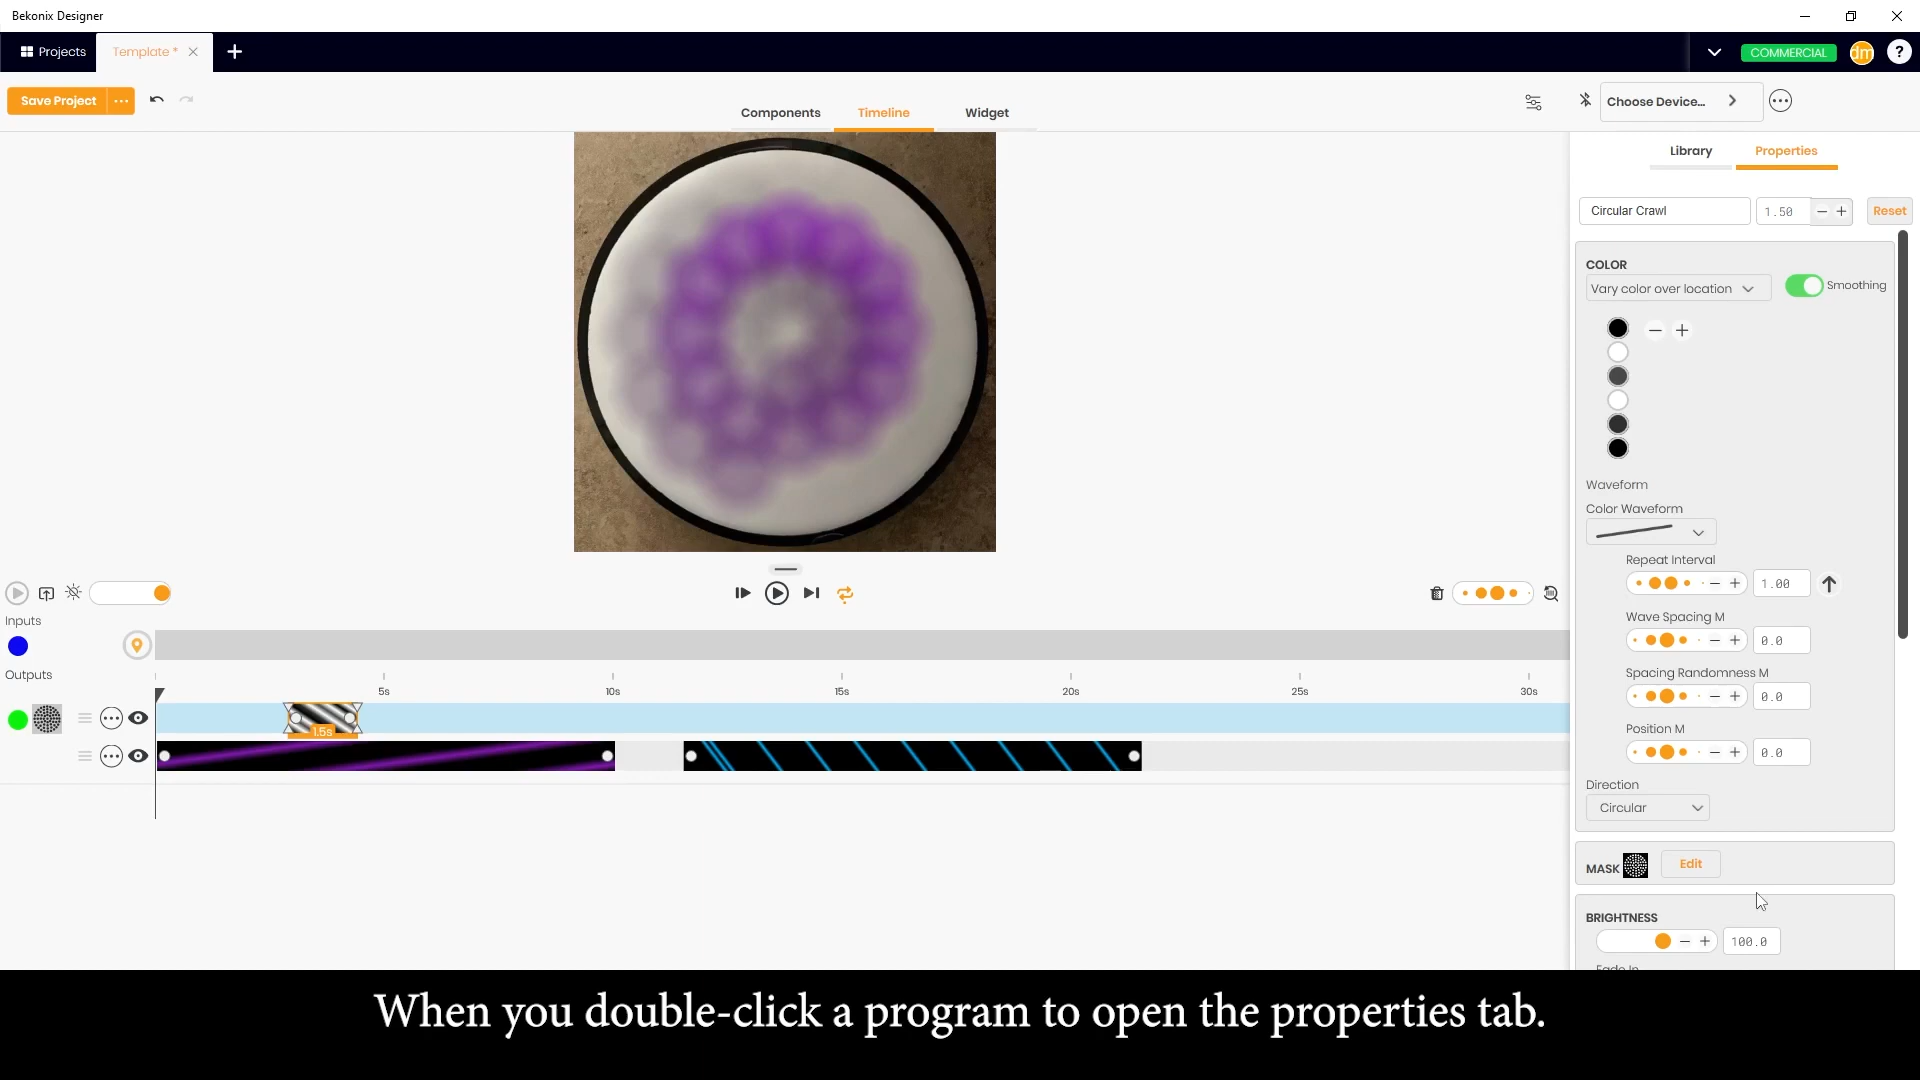 Bekonix Designer
Projects
Template *
COMMERCIAL
dm
?
Save Project
Components
Timeline
Widget
Choose Device...
Library
Properties
Circular Crawl
1.50
Reset
COLOR
Vary color over location
Smoothing
Waveform
Color Waveform
Repeat Interval
1.00
Wave Spacing M
0.0
Spacing Randomness M
0.0
Position M
0.0
Direction
Circular
MASK
Edit
BRIGHTNESS
100.0
Fade In
Inputs
Outputs
5s
10s
15s
20s
25s
30s
1.5s
When you double-click a program to open the properties tab.